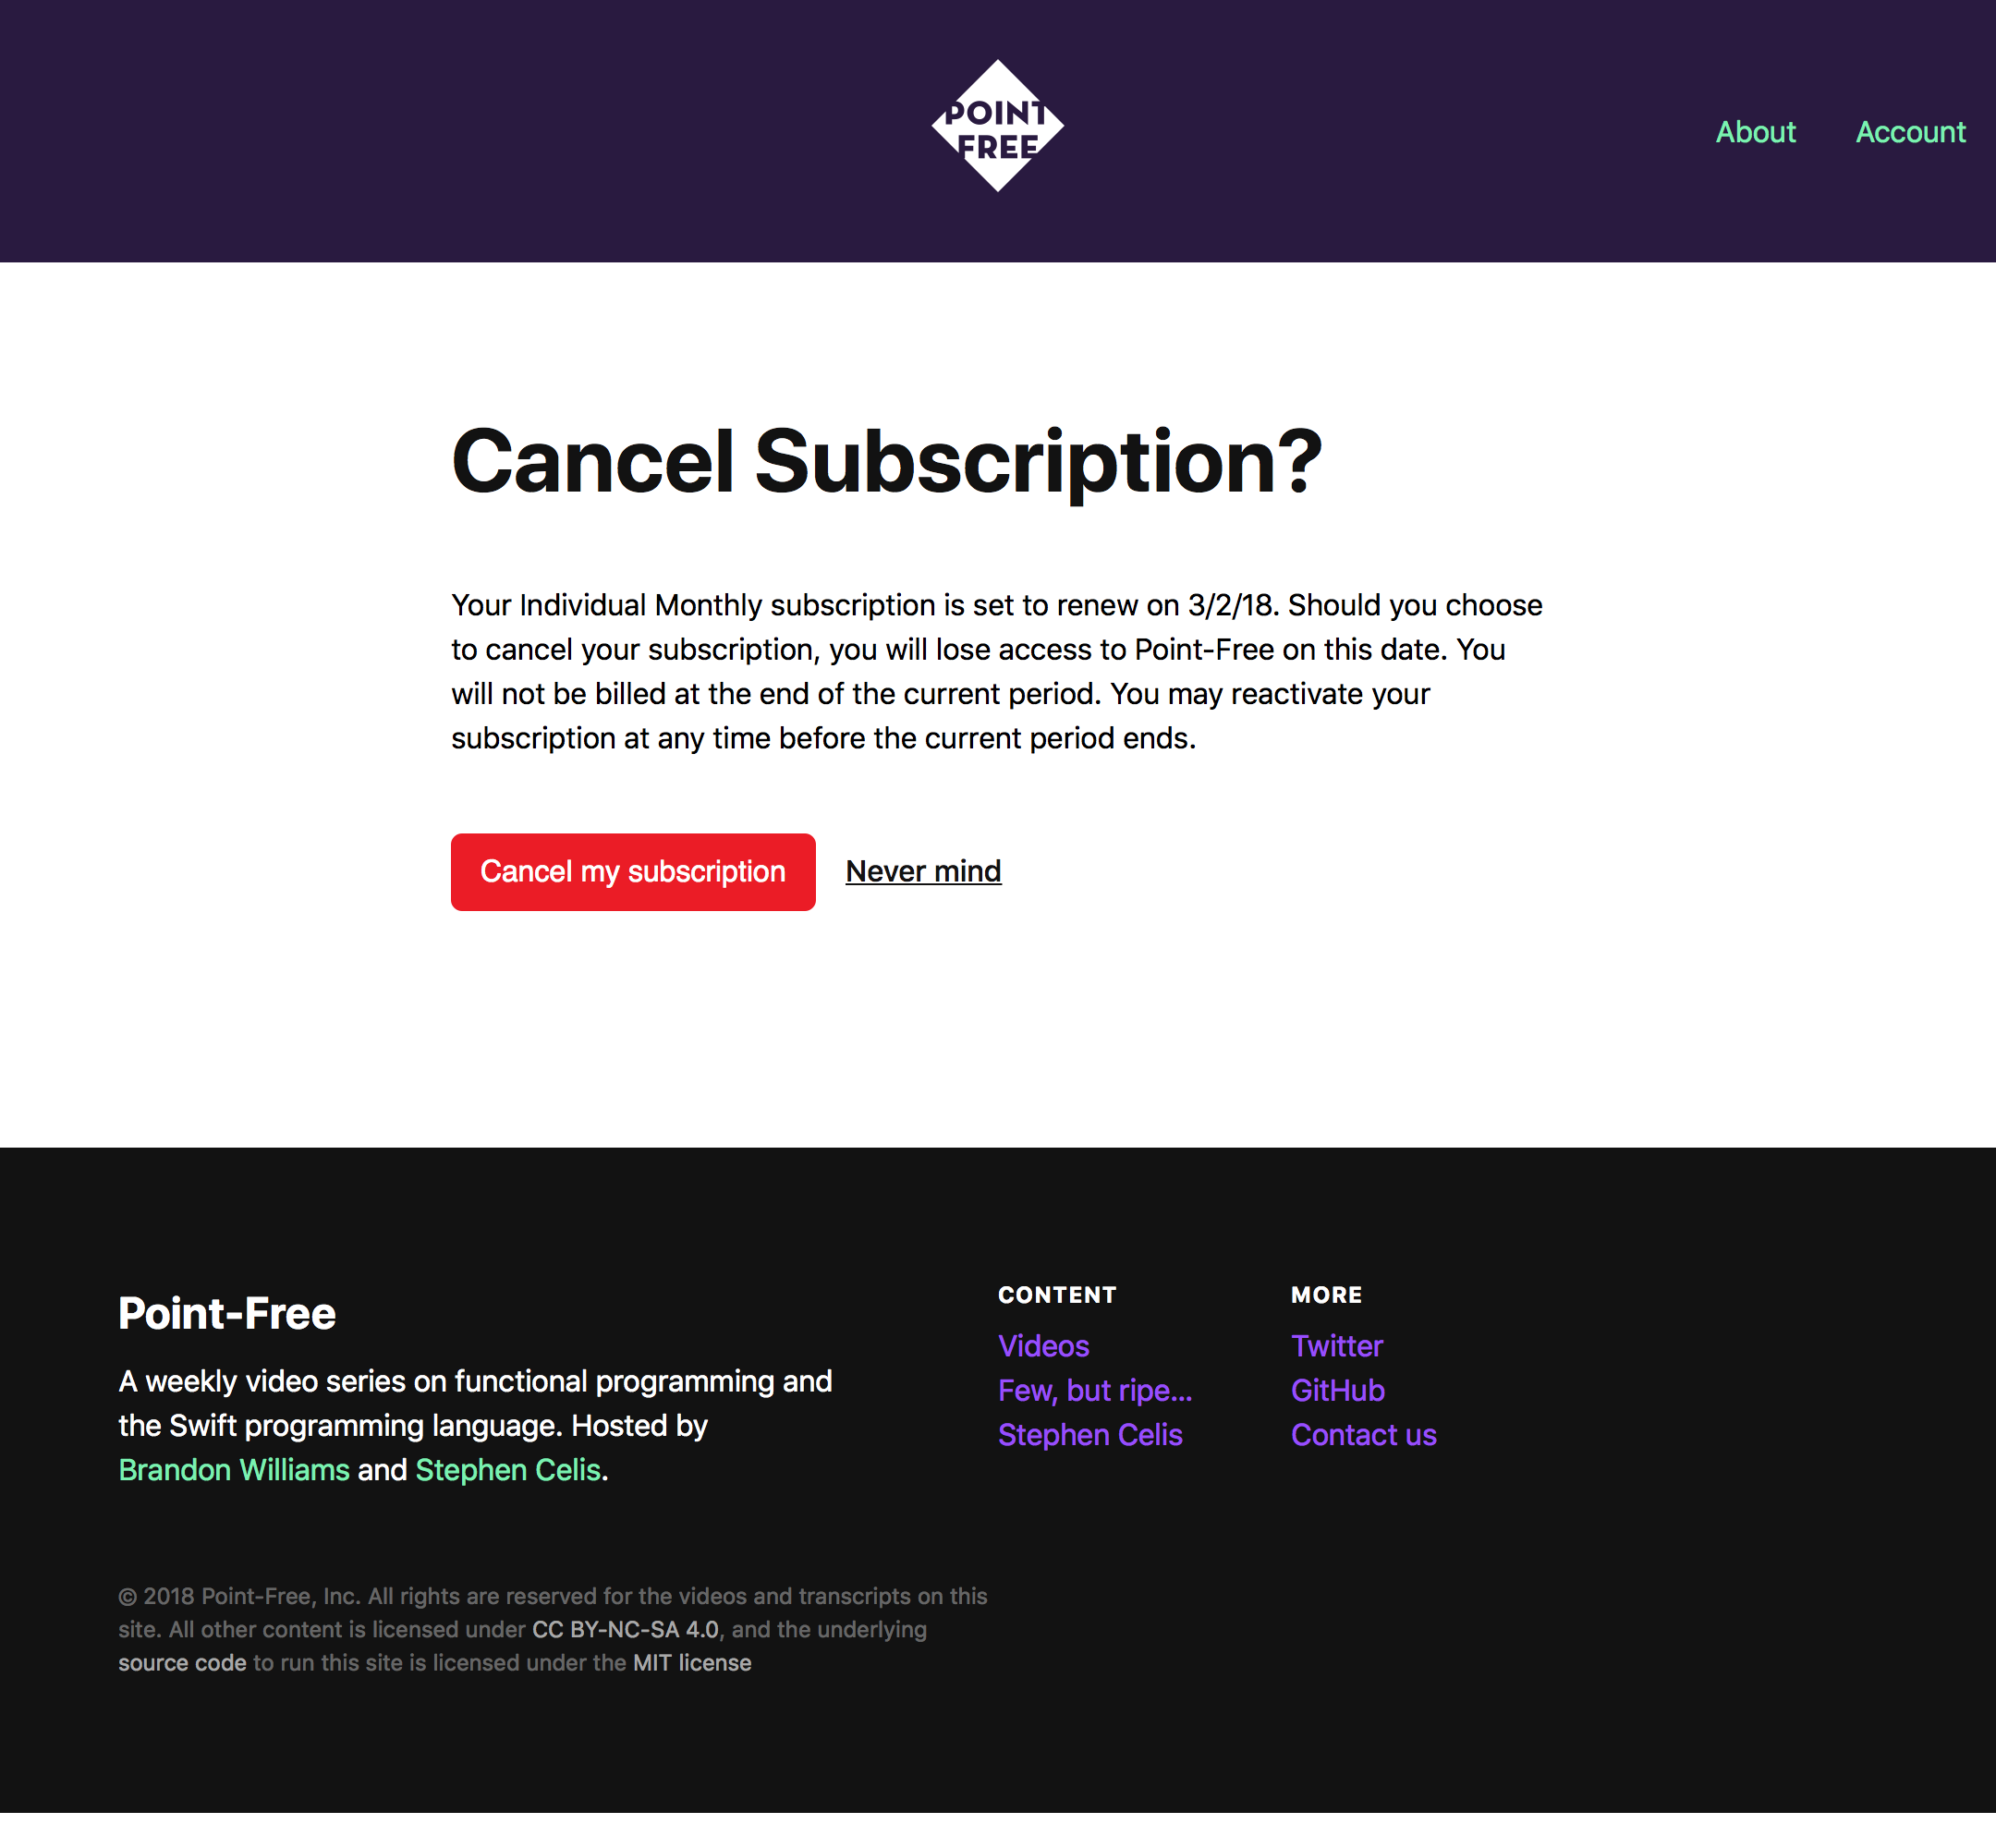 POINT
FREE
About
Account
Cancel Subscription?
Your Individual Monthly subscription is set to renew on 3/2/18. Should you choose
to cancel your subscription, you will lose access to Point-Free on this date. You
will not be billed at the end of the current period. You may reactivate your
subscription at any time before the current period ends.
Cancel my subscription
Never mind
Point-Free
A weekly video series on functional programming and
the Swift programming language. Hosted by
Brandon Williams and Stephen Celis.
CONTENT
Videos
Few, but ripe...
Stephen Celis
MORE
Twitter
GitHub
Contact us
© 2018 Point-Free, Inc. All rights are reserved for the videos and transcripts on this
site. All other content is licensed under CC BY-NC-SA 4.0, and the underlying
source code to run this site is licensed under the MIT license